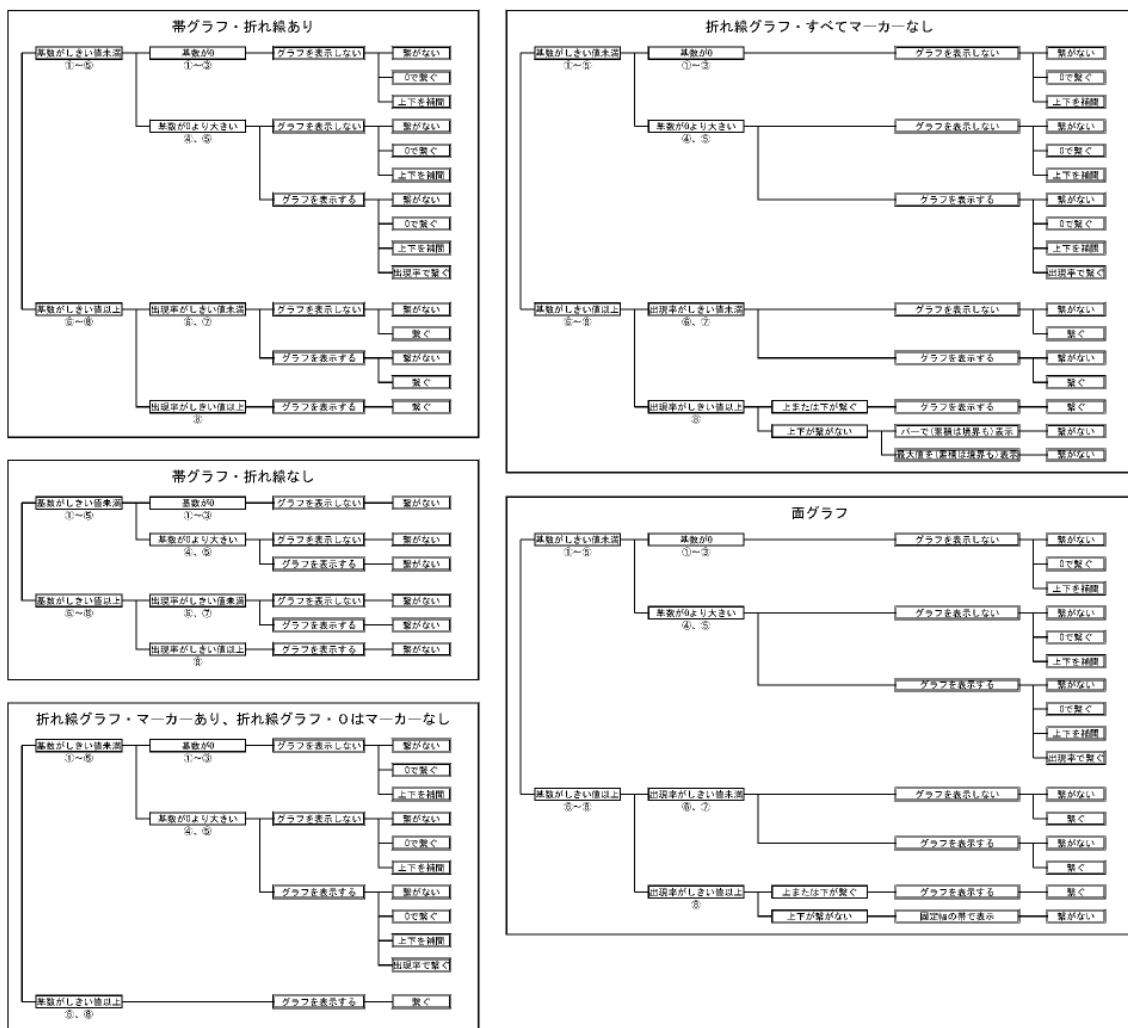 帯グラフ・折れ線あり
基数がしきい値未満
①～⑤
基数が0
①～③
グラフを表示しない
繋がない
0で繋ぐ
上下を補間
基数が0より大きい
④、⑤
グラフを表示しない
繋がない
0で繋ぐ
上下を補間
グラフを表示する
繋がない
0で繋ぐ
上下を補間
出現率で繋ぐ
基数がしきい値以上
⑥～⑧
出現率がしきい値未満
⑥、⑦
グラフを表示しない
繋がない
繋ぐ
グラフを表示する
繋がない
繋ぐ
出現率がしきい値以上
⑧
グラフを表示する
繋ぐ
帯グラフ・折れ線なし
基数がしきい値未満
①～⑤
基数が0
①～③
グラフを表示しない
繋がない
基数が0より大きい
④、⑤
グラフを表示しない
繋がない
グラフを表示する
繋がない
基数がしきい値以上
⑥～⑧
出現率がしきい値未満
⑥、⑦
グラフを表示しない
繋がない
グラフを表示する
繋がない
出現率がしきい値以上
⑧
グラフを表示する
繋がない
折れ線グラフ・マーカーあり、折れ線グラフ・0はマーカーなし
基数がしきい値未満
①～⑤
基数が0
①～③
グラフを表示しない
繋がない
0で繋ぐ
上下を補間
基数が0より大きい
④、⑤
グラフを表示しない
繋がない
0で繋ぐ
上下を補間
グラフを表示する
繋がない
0で繋ぐ
上下を補間
出現率で繋ぐ
基数がしきい値以上
グラフを表示する
繋ぐ
折れ線グラフ・すべてマーカーなし
基数がしきい値未満
①～⑤
基数が0
①～③
グラフを表示しない
繋がない
0で繋ぐ
上下を補間
基数が0より大きい
④、⑤
グラフを表示しない
繋がない
0で繋ぐ
上下を補間
グラフを表示する
繋がない
0で繋ぐ
上下を補間
出現率で繋ぐ
基数がしきい値以上
⑥～⑧
出現率がしきい値未満
⑥、⑦
グラフを表示しない
繋がない
繋ぐ
グラフを表示する
繋がない
繋ぐ
出現率がしきい値以上
⑧
上または下が繋ぐ
グラフを表示する
繋ぐ
上下が繋がない
バーで(累積は境界も)表示
繋がない
最大値を(累積は境界も)表示
繋がない
面グラフ
基数がしきい値未満
①～⑤
基数が0
①～③
グラフを表示しない
繋がない
0で繋ぐ
上下を補間
基数が0より大きい
④、⑤
グラフを表示しない
繋がない
0で繋ぐ
上下を補間
グラフを表示する
繋がない
0で繋ぐ
上下を補間
出現率で繋ぐ
基数がしきい値以上
⑥～⑧
出現率がしきい値未満
⑥、⑦
グラフを表示しない
繋がない
繋ぐ
グラフを表示する
繋がない
繋ぐ
出現率がしきい値以上
⑧
上または下が繋ぐ
グラフを表示する
繋ぐ
上下が繋がない
固定幅の帯で表示
繋がない